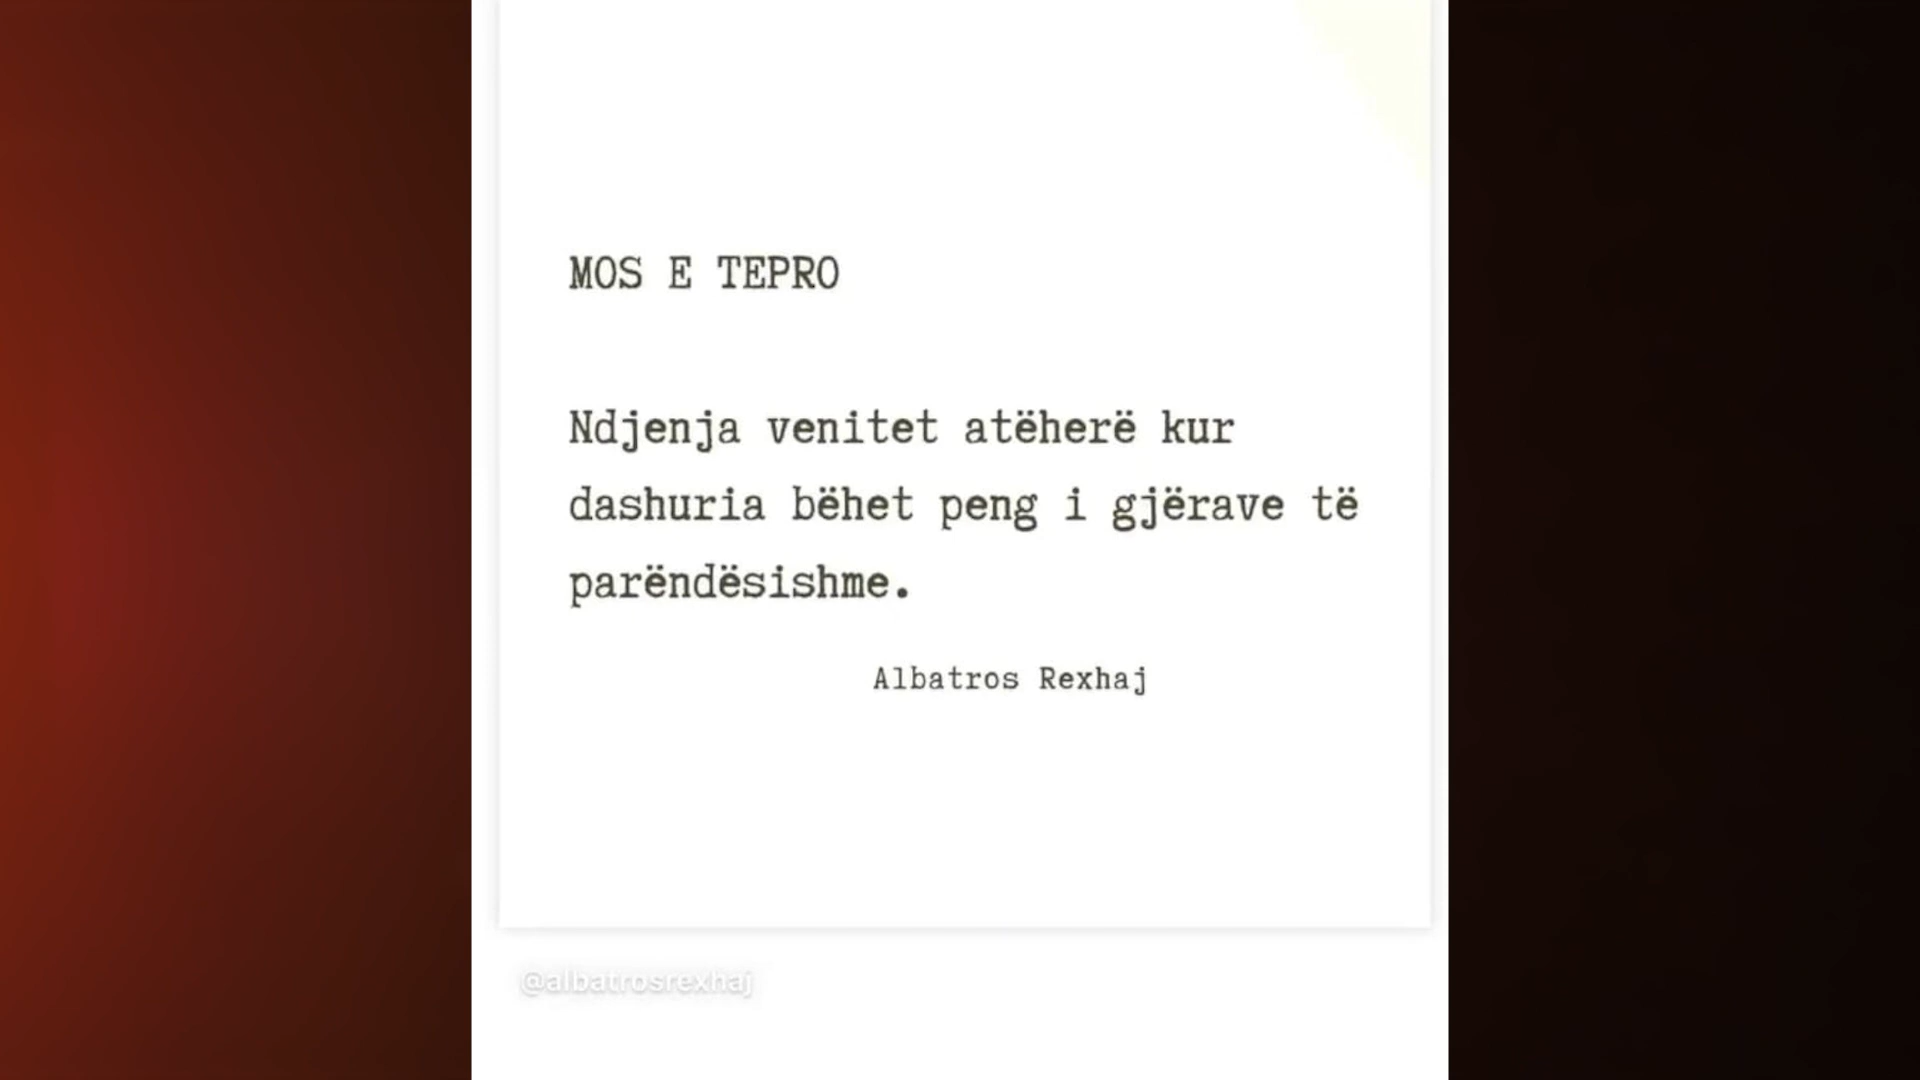 MOS E TEPRO
Ndjenja venitet atëherë kur
dashuria bëhet peng i gjërave të
parëndësishme.
Albatros Rexhaj
@albatrosrexhaj